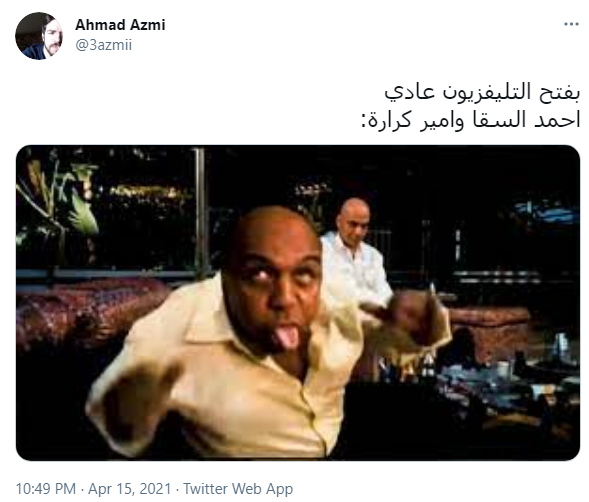 Ahmad Azmi
@3azmii
بفتح التليفزيون عادي
احمد السقا وامير كرارة:
10:49 PM · Apr 15, 2021 · Twitter Web App